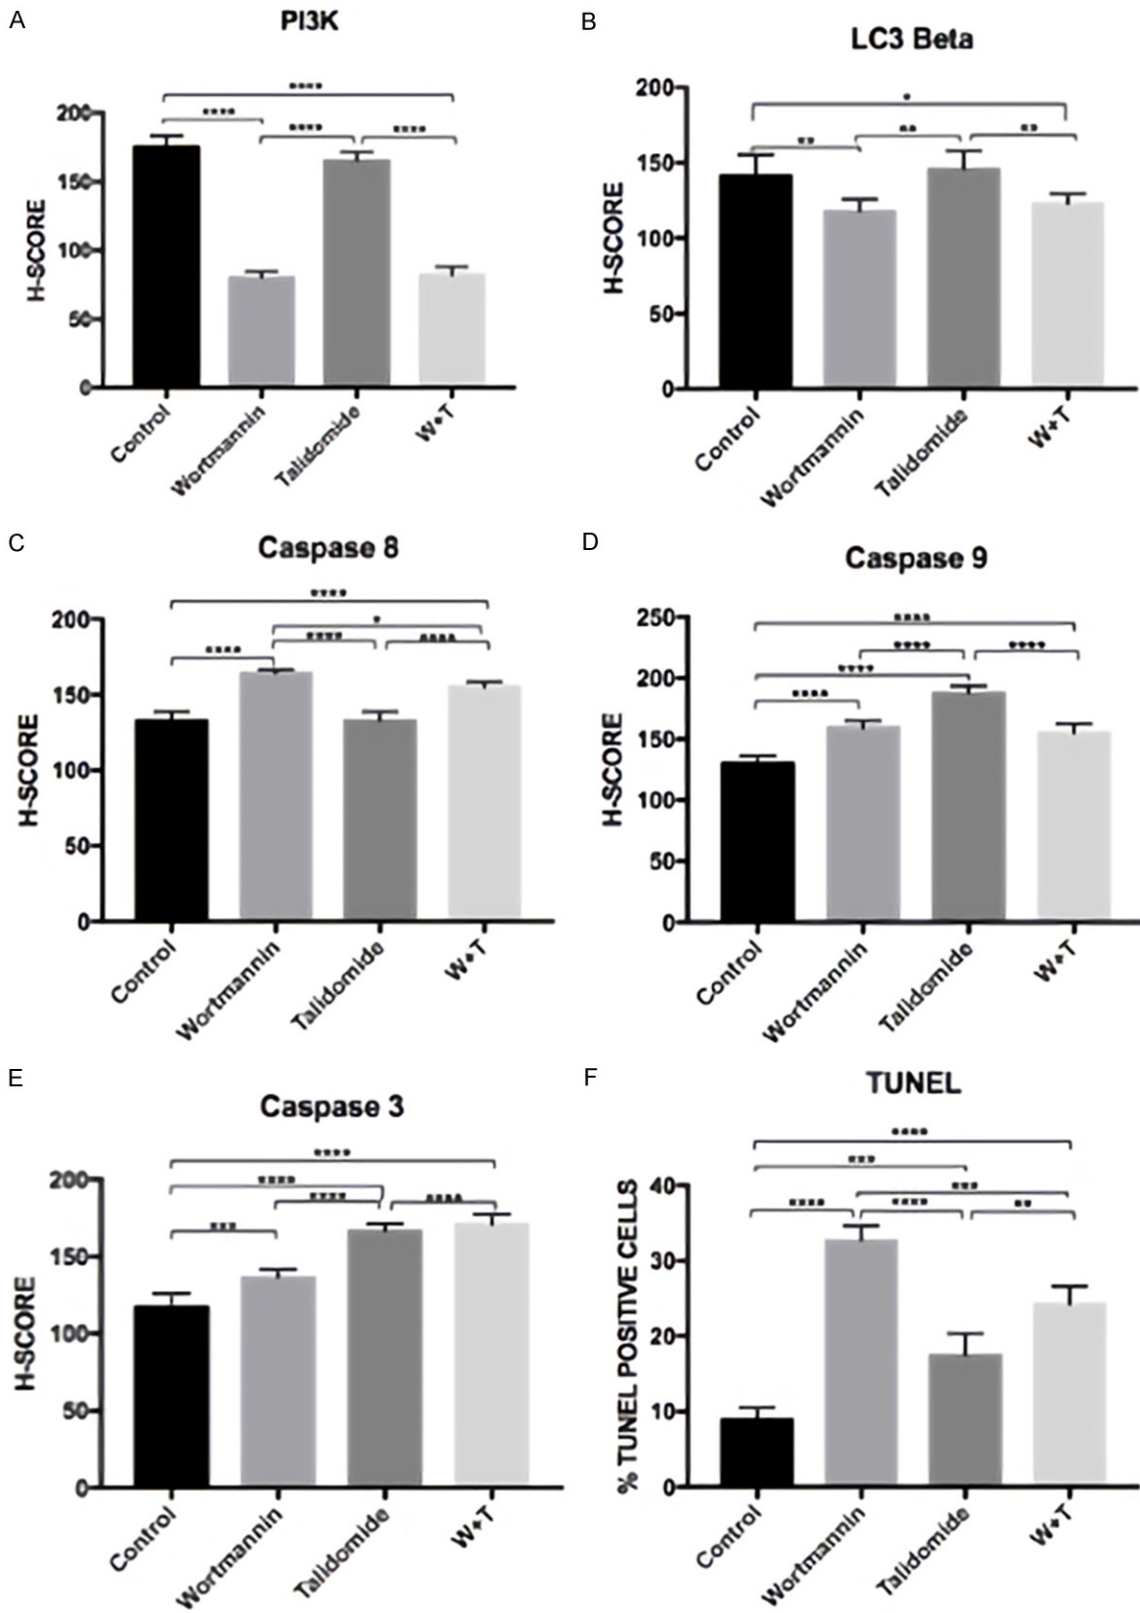 A
PI3K
****
****
****
****
200
150
100
50
0
H-SCORE
Control
Wortmannin
Talidomide
W+T
B
LC3 Beta
*
**
**
**
200
150
100
50
0
H-SCORE
Control
Wortmannin
Talidomide
W+T
C
Caspase 8
****
*
****
****
****
200
150
100
50
0
H-SCORE
Control
Wortmannin
Talidomide
W+T
D
Caspase 9
****
****
****
****
****
250
200
150
100
50
0
H-SCORE
Control
Wortmannin
Talidomide
W+T
E
Caspase 3
****
****
****
****
***
200
150
100
50
0
H-SCORE
Control
Wortmannin
Talidomide
W+T
F
TUNEL
****
***
***
****
****
**
40
30
20
10
0
% TUNEL POSITIVE CELLS
Control
Wortmannin
Talidomide
W+T